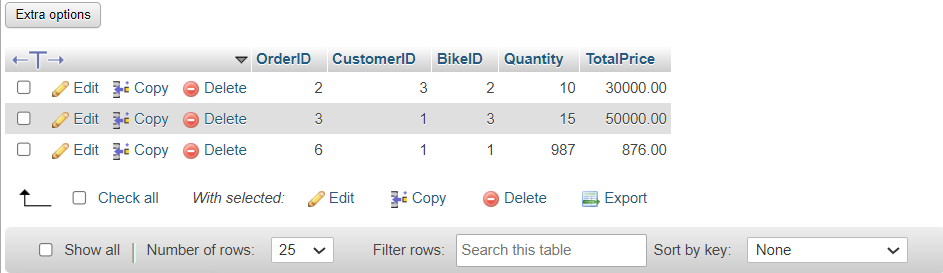 Extra options
OrderID CustomerID BikeID Quantity TotalPrice
Edit Copy Delete 2 3 2 10 30000.00
Edit Copy Delete 3 1 3 15 50000.00
Edit Copy Delete 6 1 1 987 876.00
Check all With selected: Edit Copy Delete Export
Show all Number of rows: 25 Filter rows: Search this table Sort by key: None